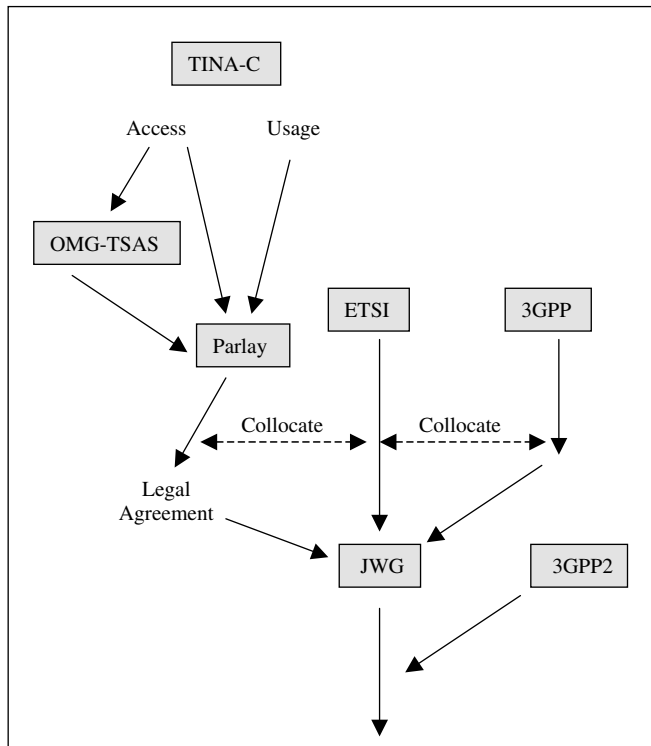 TINA-C
Access
Usage
OMG-TSAS
ETSI
3GPP
Parlay
Collocate
Collocate
Legal
Agreement
JWG
3GPP2